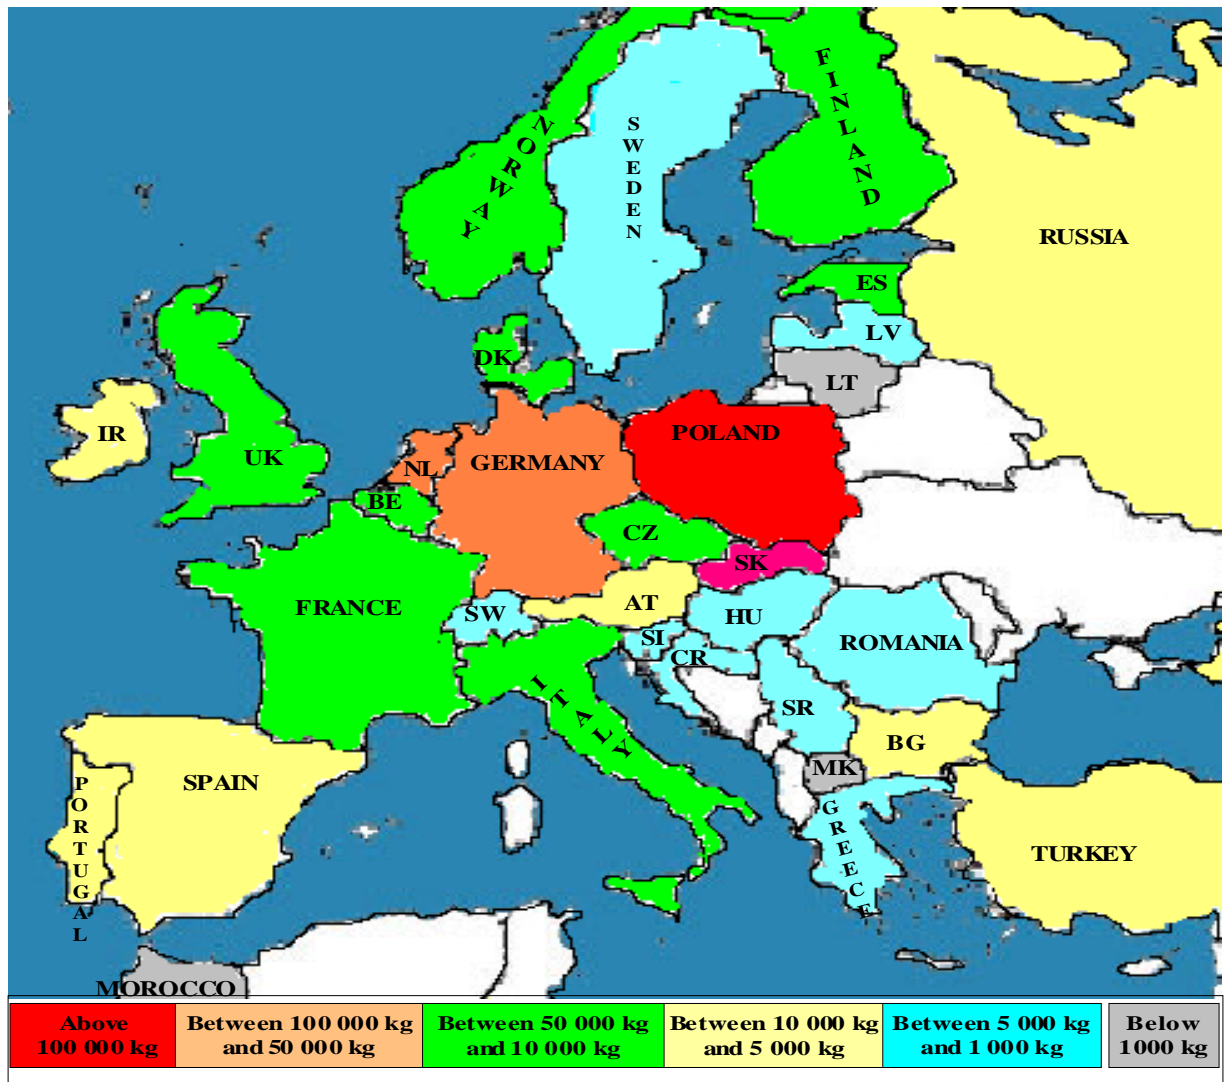 NORWAY
SWEDEN
FINLAND
RUSSIA
ES
LV
DK
LT
IR
UK
NL
GERMANY
POLAND
BE
CZ
SK
FRANCE
SW
AT
HU
SI
CR
ROMANIA
ITALY
SR
BG
MK
SPAIN
PORTUGAL
GREECE
TURKEY
MOROCCO
Above
100 000 kg
Between 100 000 kg
and 50 000 kg
Between 50 000 kg
and 10 000 kg
Between 10 000 kg
and 5 000 kg
Between 5 000 kg
and 1 000 kg
Below
1000 kg